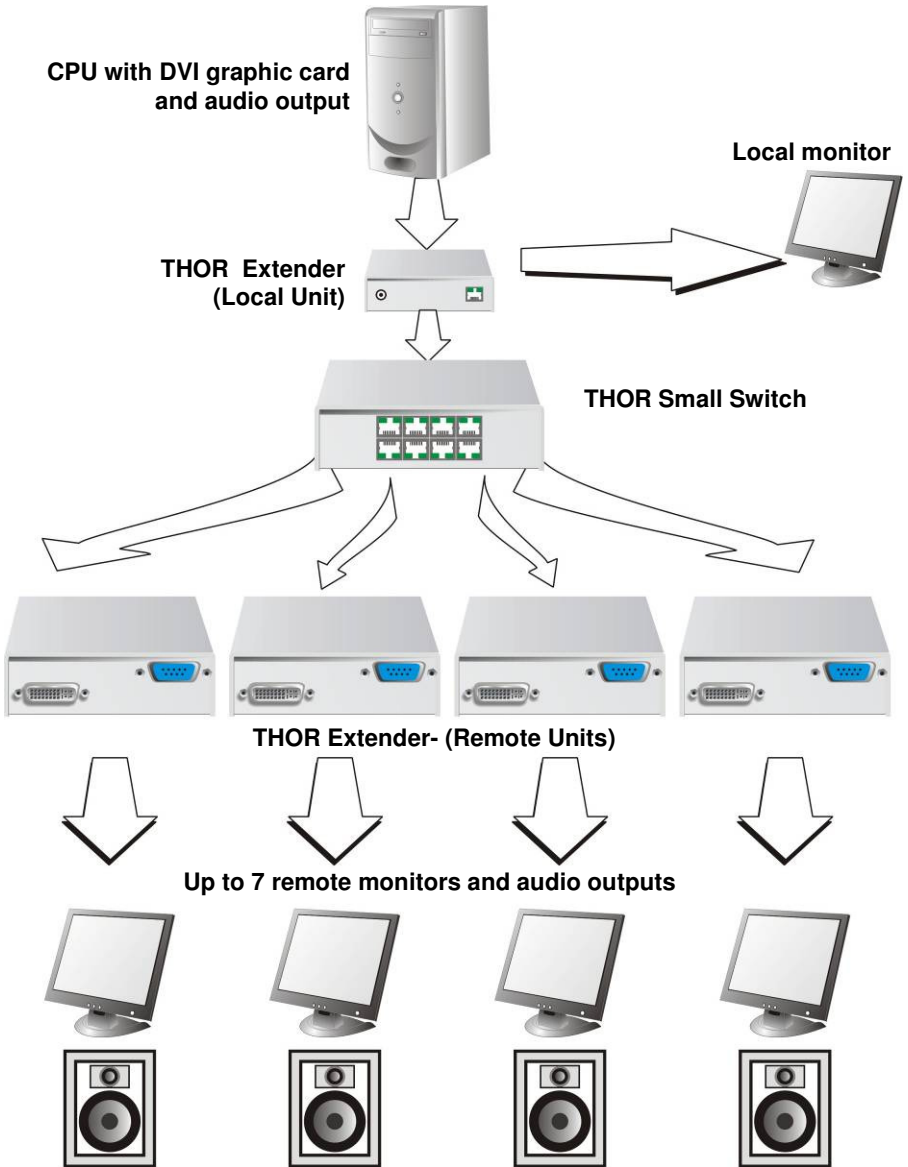 CPU with DVI graphic card
and audio output
Local monitor
THOR Extender
(Local Unit)
THOR Small Switch
THOR Extender- (Remote Units)
Up to 7 remote monitors and audio outputs